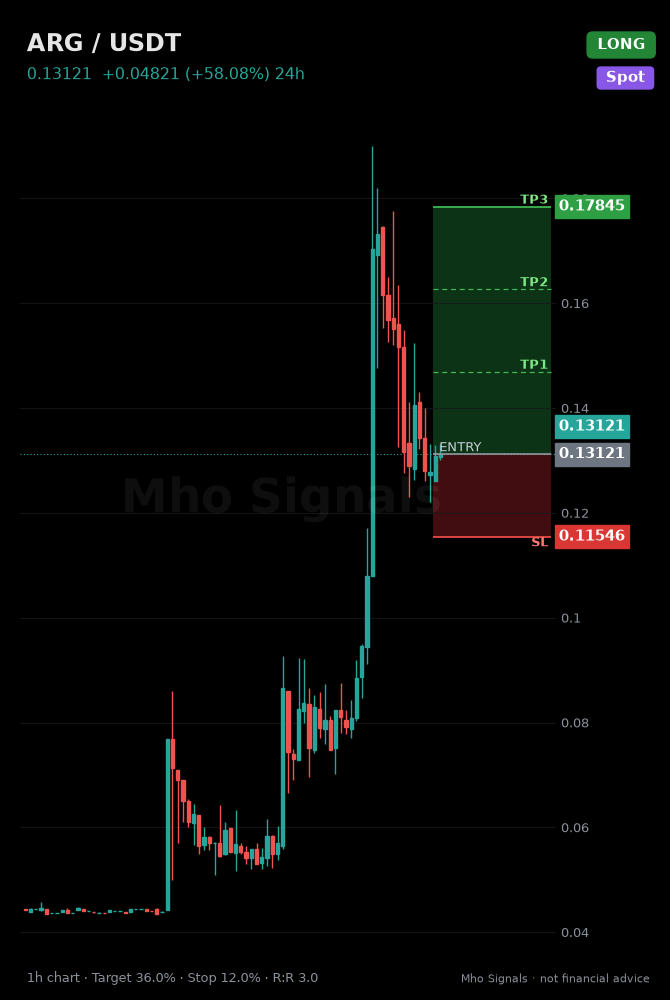 ARG / USDT
LONG
0.13121 +0.04821 (+58.08%) 24h
Spot
TP3
0.17845
TP2
0.16
TP1
0.14
0.13121
ENTRY
0.13121
Mho Signals
0.12
0.11546
SL
0.1
0.08
0.06
0.04
1h chart · Target 36.0% · Stop 12.0% · R:R 3.0
Mho Signals · not financial advice